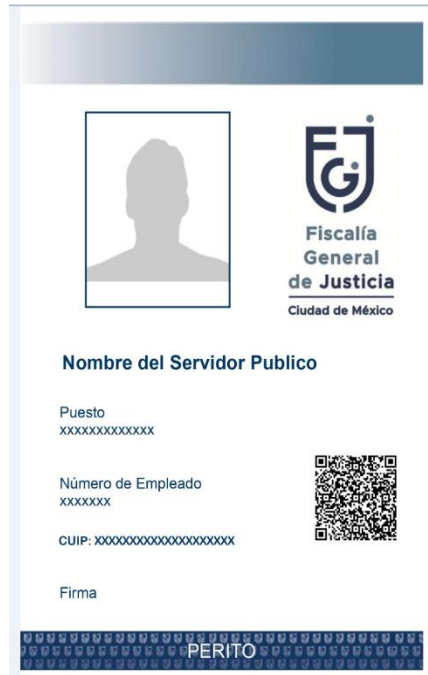 FGJ
Fiscalía
General
de Justicia
Ciudad de México
Nombre del Servidor Publico
Puesto
xxxxxxxxxxxxx
Número de Empleado
xxxxxxx
CUIP: XXXXXXXXXXXXXXXXXXXX
Firma
PERITO